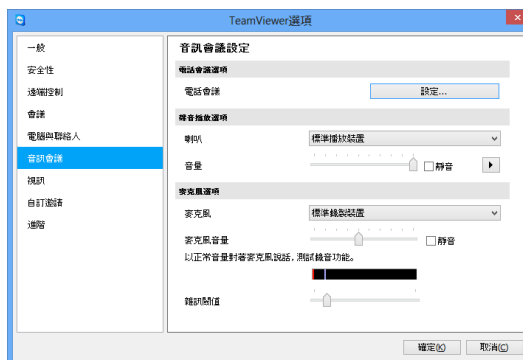 TeamViewer選項
一般
安全性
遠端控制
會議
電腦與聯絡人
音訊會議
視訊
自訂邀請
進階
音訊會議設定
電話會議選項
電話會議
設定...
聲音播放選項
喇叭
標準播放裝置
音量
靜音
麥克風選項
麥克風
標準錄製裝置
麥克風音量
靜音
以正常音量對著麥克風說話，測試錄音功能。
雜訊閾值
確定(K)
取消(C)